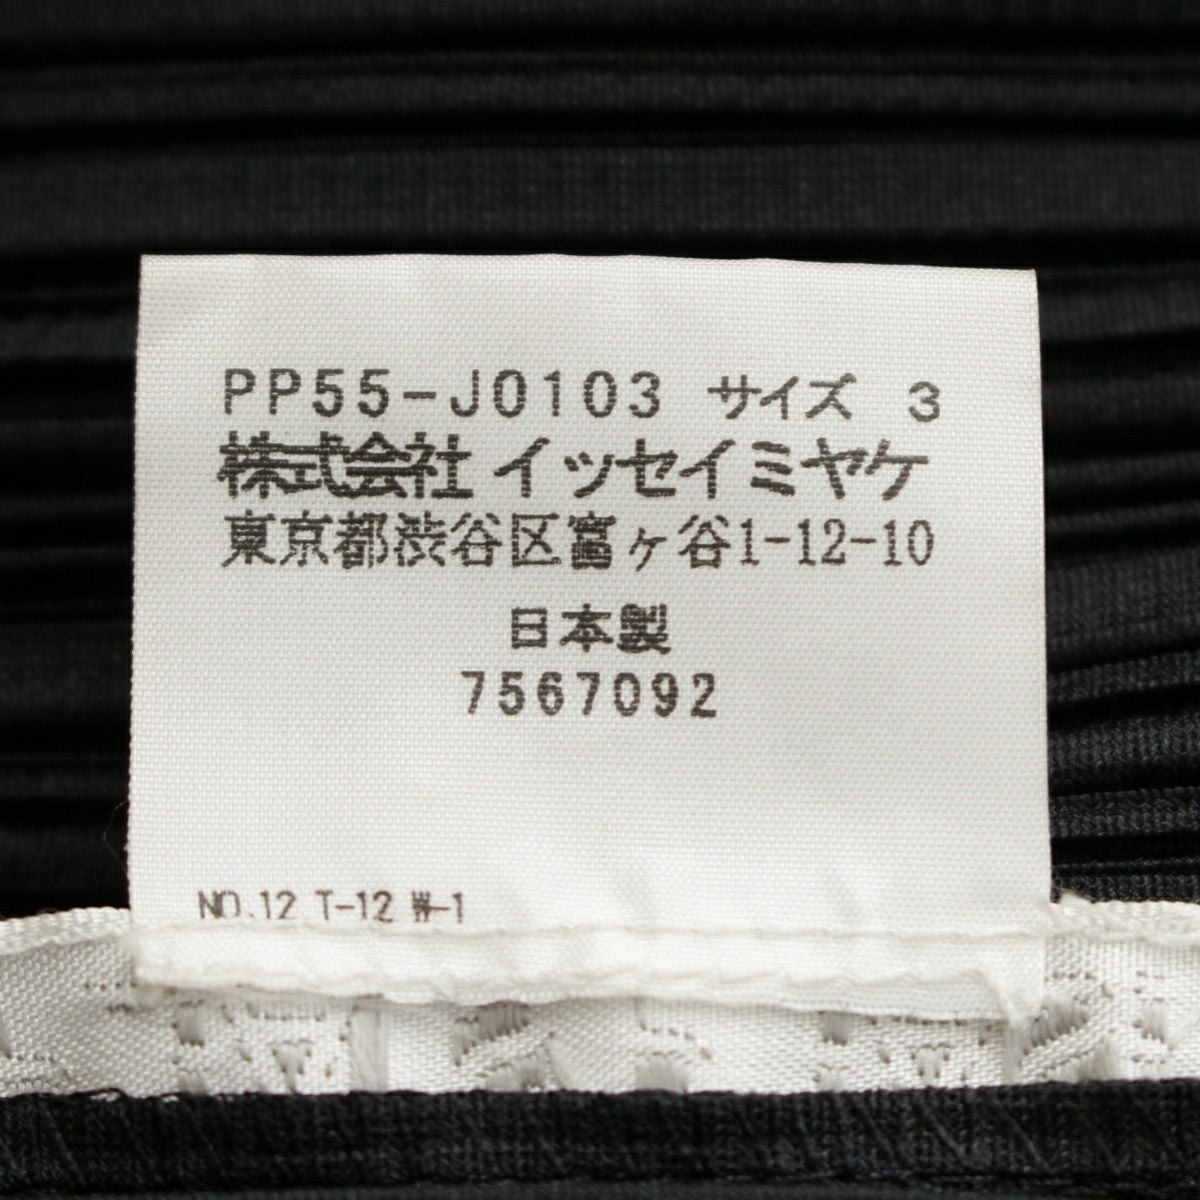 PP55-J0103 サイズ 3
株式会社 イッセイミヤケ
東京都渋谷区富ヶ谷1-12-10
日本製
7567092
NO.12 T-12 W-1